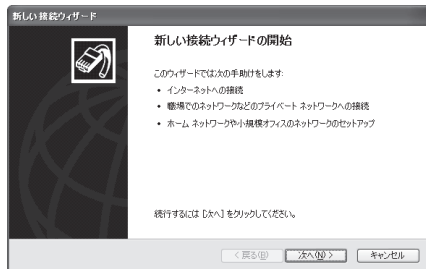 新しい接続ウィザード
新しい接続ウィザードの開始
このウィザードでは次の手助けをします:
• インターネットへの接続
• 職場でのネットワークなどのプライベート ネットワークへの接続
• ホーム ネットワークや小規模オフィスのネットワークのセットアップ
続行するには [次へ] をクリックしてください。
< 戻る(B) 次へ(N) > キャンセル